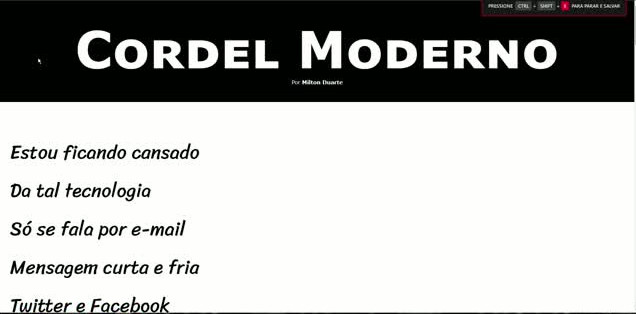 PRESSIONE CTRL + SHIFT + E PARA PARAR E SALVAR
CORDEL MODERNO
Por Milton Duarte
Estou ficando cansado
Da tal tecnologia
Só se fala por e-mail
Mensagem curta e fria
Twitter e Facebook